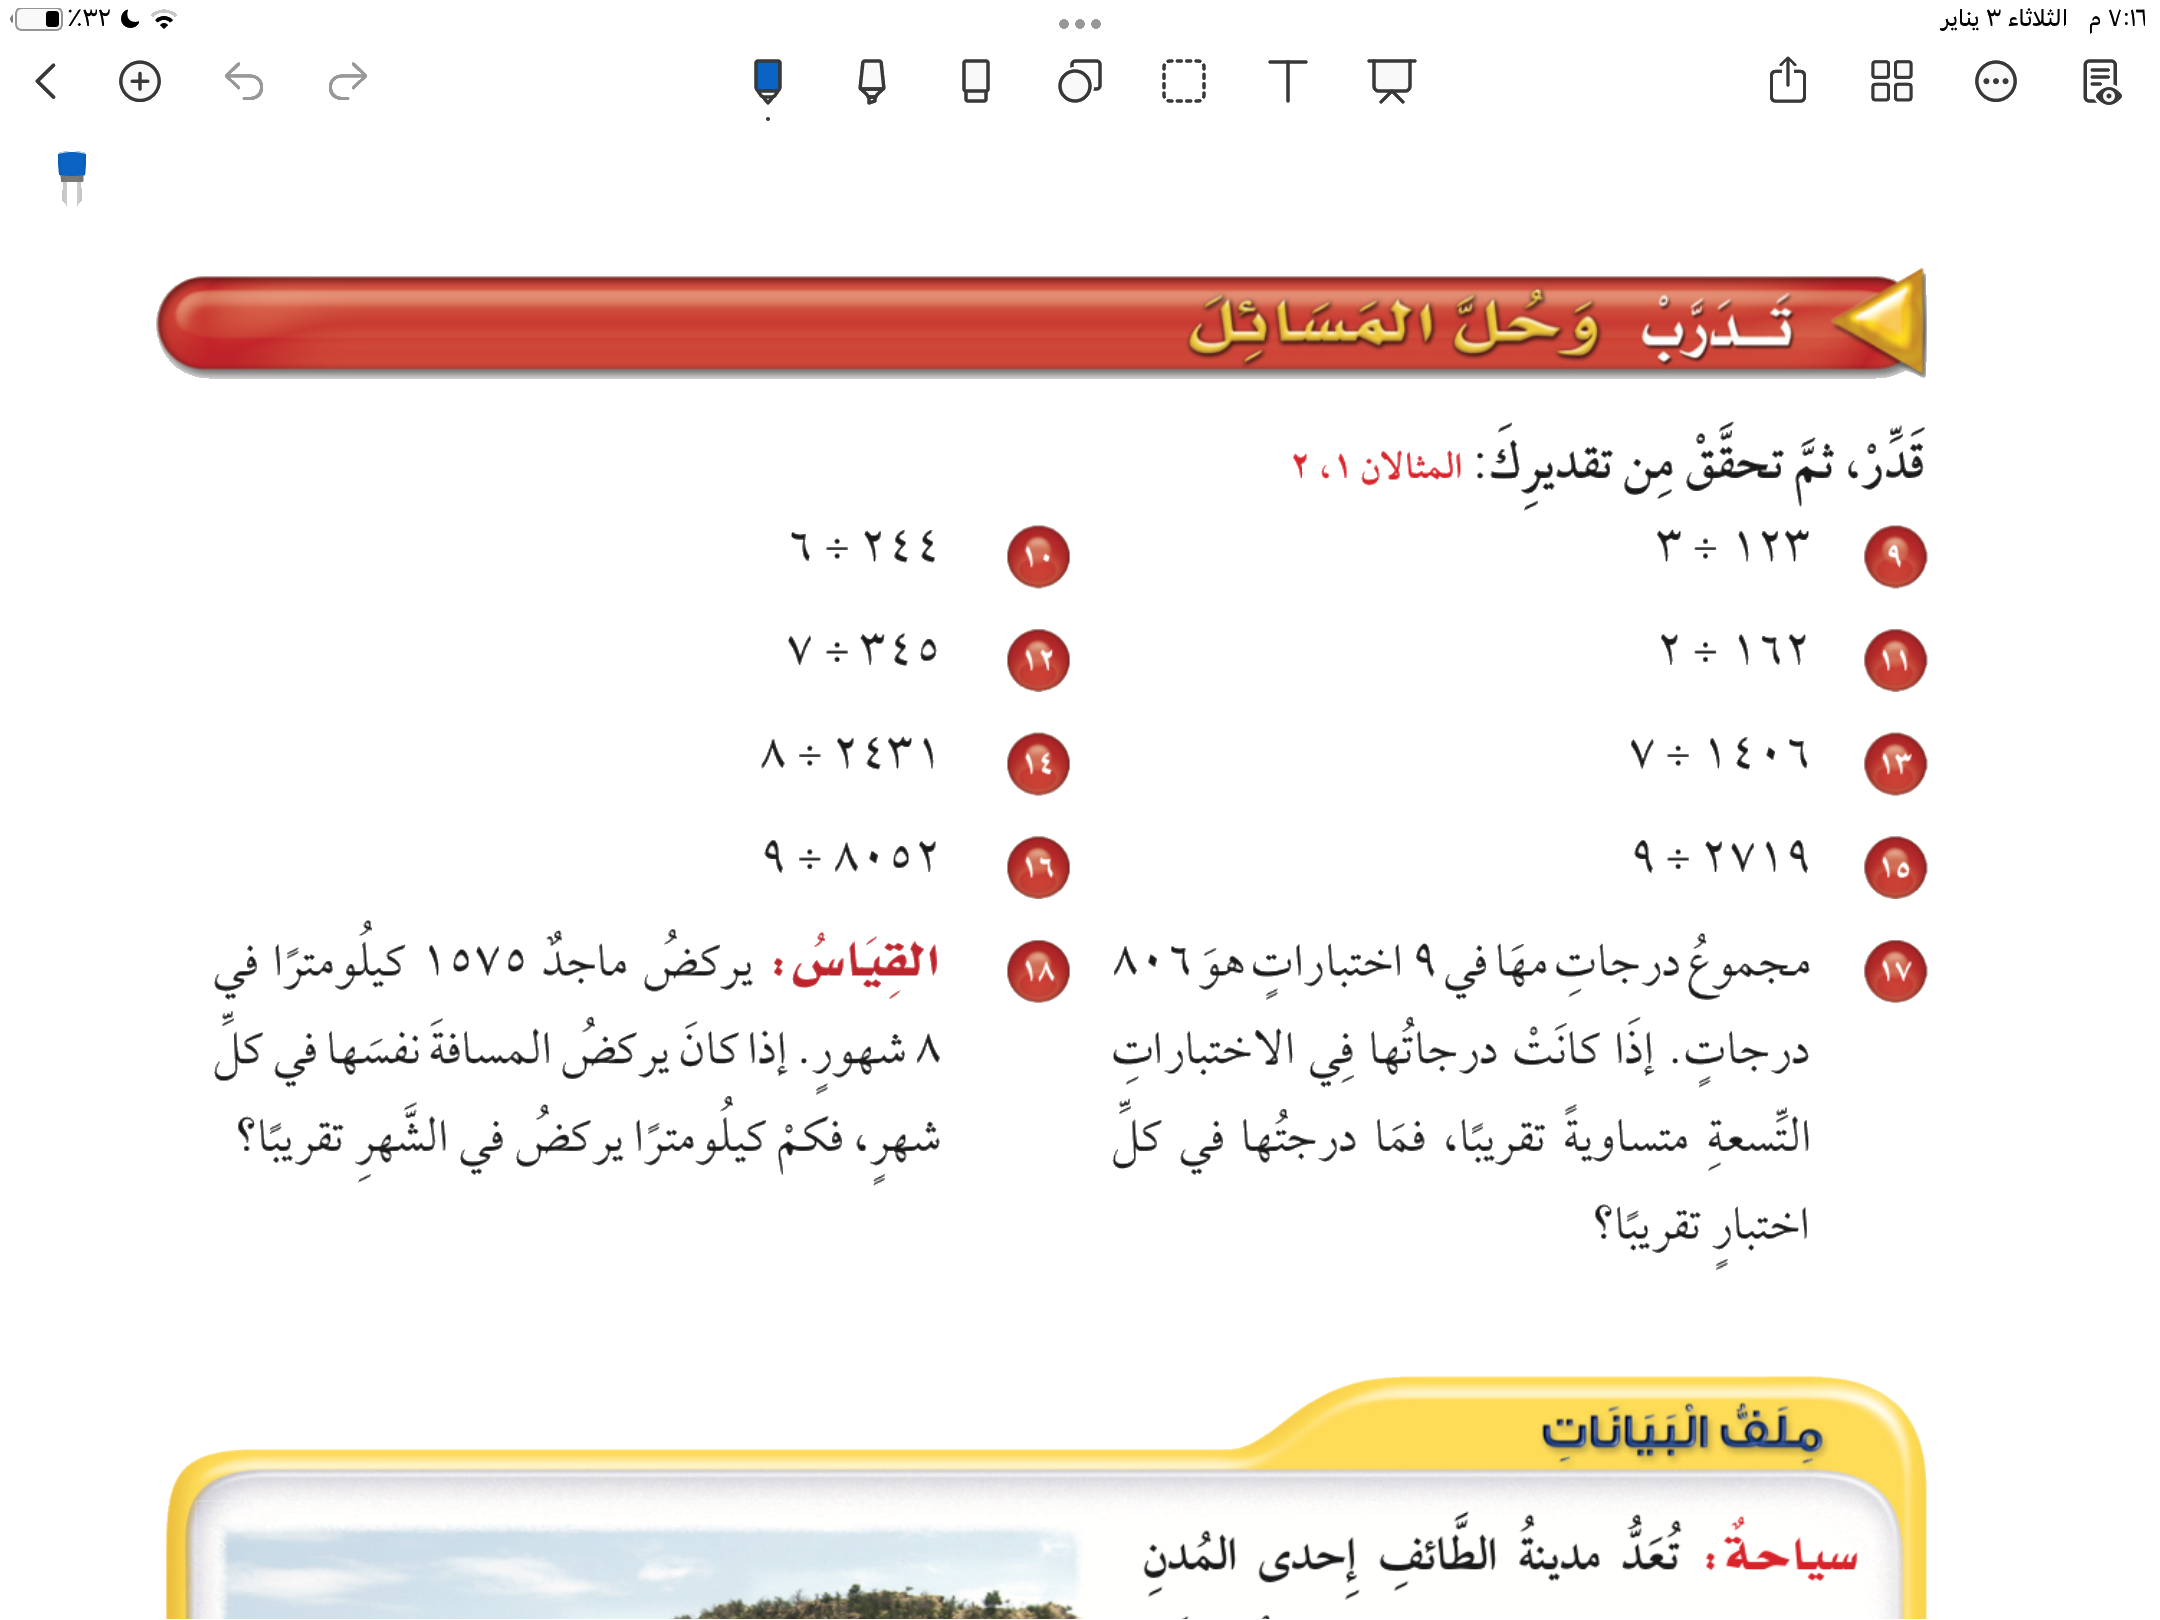 ٧:١٦ م الثلاثاء ٣ يناير
٣٢٪
تَـدَرَّبْ وَحُلَّ المَسَائِلَ
قَدِّرْ، ثمَّ تحقَّقْ مِن تقديرِكَ: المثالان ١، ٢
٩ ١٢٣ ÷ ٣
١٠ ٢٤٤ ÷ ٦
١١ ١٦٢ ÷ ٢
١٢ ٣٤٥ ÷ ٧
١٣ ١٤٠٦ ÷ ٧
١٤ ٢٤٣١ ÷ ٨
١٥ ٢٧١٩ ÷ ٩
١٦ ٨٠٥٢ ÷ ٩
١٧ مجموعُ درجاتِ مهَا في ٩ اختباراتٍ هوَ ٨٠٦
درجاتٍ. إذَا كانَتْ درجاتُها فِي الاختباراتِ
التِّسعةِ متساويةً تقريبًا، فمَا درجتُها في كلِّ
اختبارٍ تقريبًا؟
١٨ القِيَاسُ: يركضُ ماجدٌ ١٥٧٥ كيلُومترًا في
٨ شهورٍ. إذا كانَ يركضُ المسافةَ نفسَها في كلِّ
شهرٍ، فكمْ كيلُومترًا يركضُ في الشَّهرِ تقريبًا؟
مِلَفُّ الْبَيَانَاتِ
سياحةٌ: تُعَدُّ مدينةُ الطَّائفِ إِحدى المُدنِ